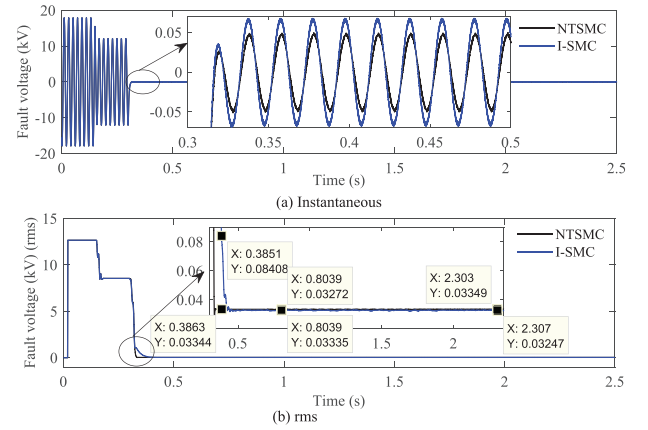 Fault voltage (kV)
20
10
0
-10
-20
0.05
0
-0.05
0.3
0.35
0.4
0.45
0.5
NTSMC
I-SMC
0
0.5
1
1.5
2
2.5
Time (s)
(a) Instantaneous
Fault voltage (kV) (rms)
15
10
5
0
0.08
0.06
0.04
X: 0.3851
Y: 0.08408
X: 0.8039
Y: 0.03272
X: 2.303
Y: 0.03349
NTSMC
I-SMC
X: 0.3863
Y: 0.03344
0.5
1
1.5
2
X: 0.8039
Y: 0.03335
X: 2.307
Y: 0.03247
0
0.5
1
1.5
2
2.5
Time (s)
(b) rms